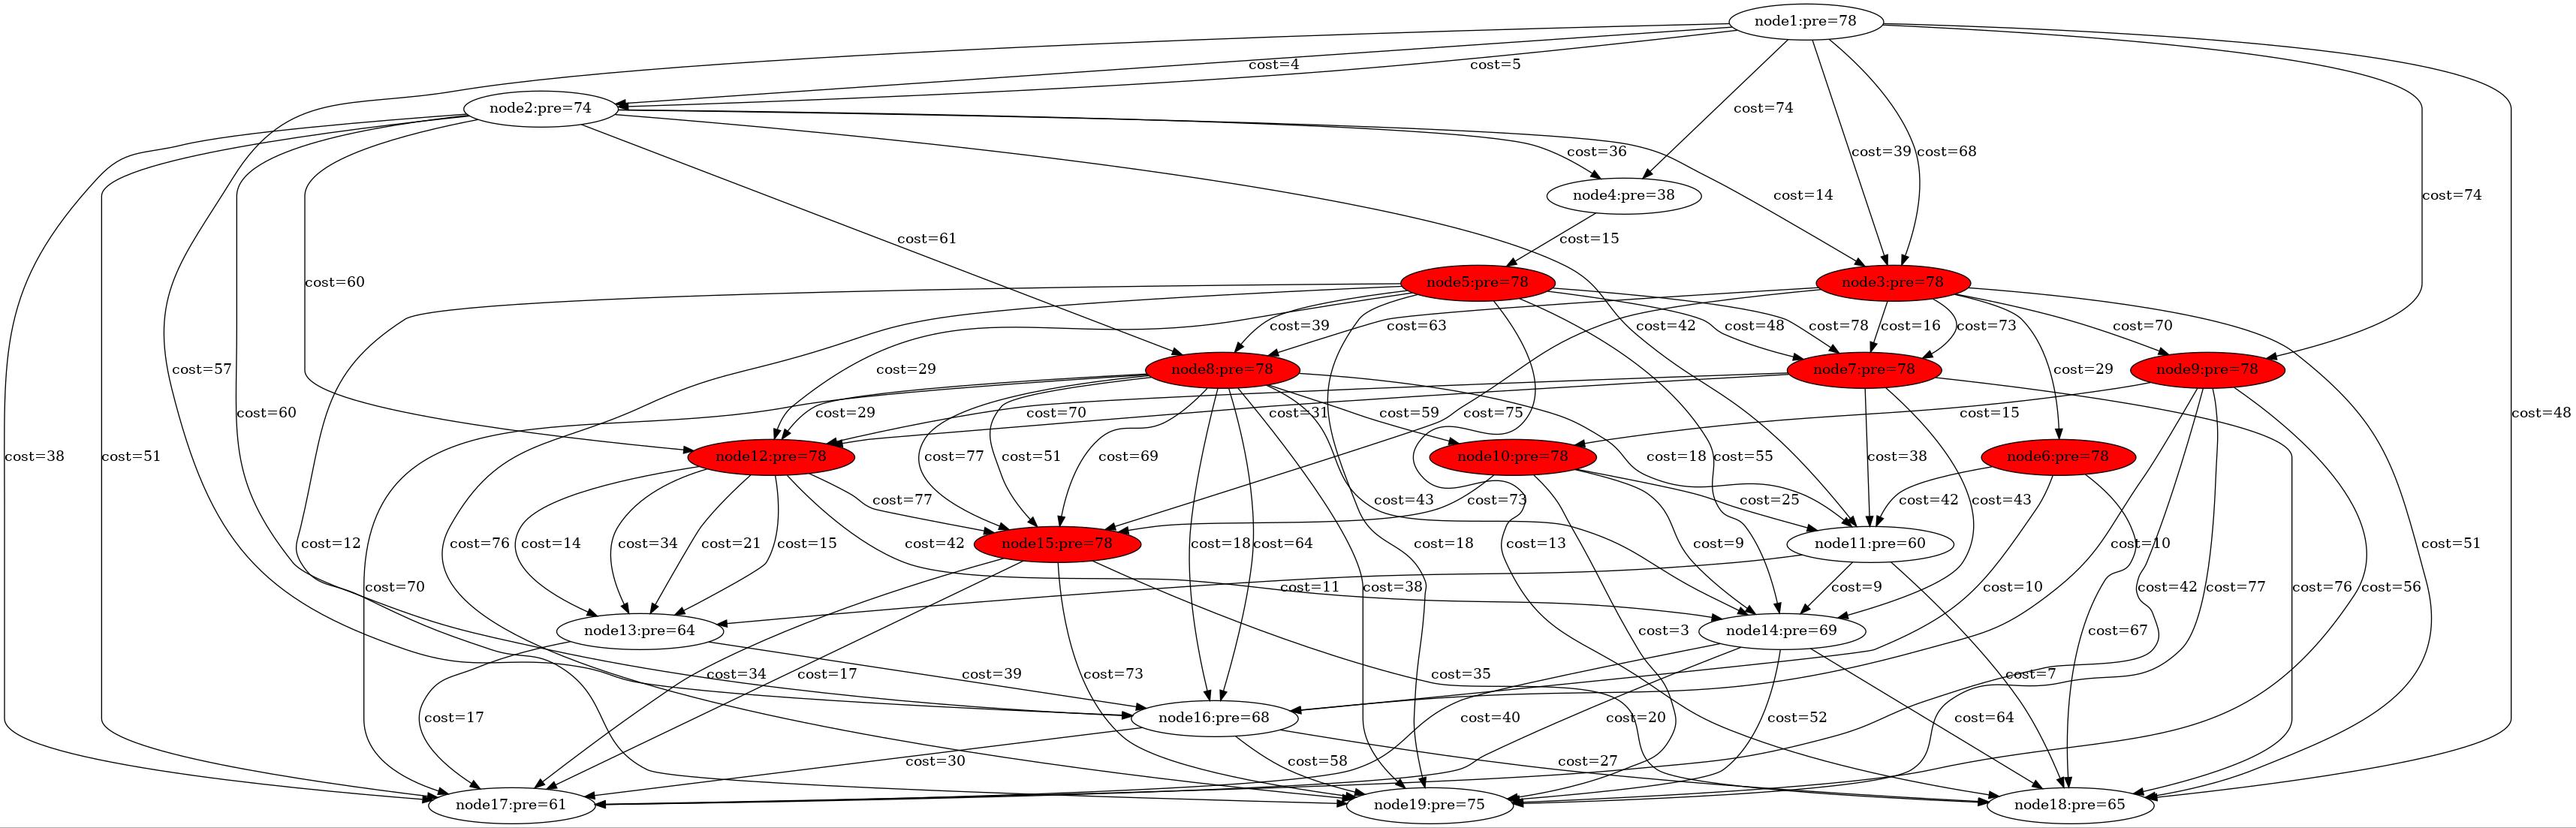 node1:pre=78
cost=4
cost=5
node2:pre=74
cost=74
cost=36
cost=39
cost=68
node4:pre=38
cost=14
cost=74
cost=61
cost=15
cost=60
node5:pre=78
node3:pre=78
cost=39
cost=63
cost=42
cost=48
cost=78
cost=16
cost=73
cost=70
cost=57
cost=29
node8:pre=78
node7:pre=78
cost=29
node9:pre=78
cost=60
cost=29
cost=70
cost=31
cost=59
cost=75
cost=15
cost=48
cost=38
cost=51
node12:pre=78
cost=77
cost=51
cost=69
node10:pre=78
cost=18
cost=55
cost=38
node6:pre=78
cost=77
cost=43
cost=73
cost=25
cost=43
cost=42
cost=12
cost=76
cost=14
cost=34
cost=21
cost=15
cost=42
node15:pre=78
cost=18
cost=64
cost=18
cost=13
cost=9
node11:pre=60
cost=10
cost=51
cost=70
cost=11
cost=38
cost=9
cost=10
cost=42
cost=77
cost=76
cost=56
node13:pre=64
cost=3
node14:pre=69
cost=67
cost=34
cost=17
cost=39
cost=73
cost=35
cost=7
cost=17
node16:pre=68
cost=40
cost=20
cost=52
cost=64
cost=30
cost=58
cost=27
node17:pre=61
node19:pre=75
node18:pre=65